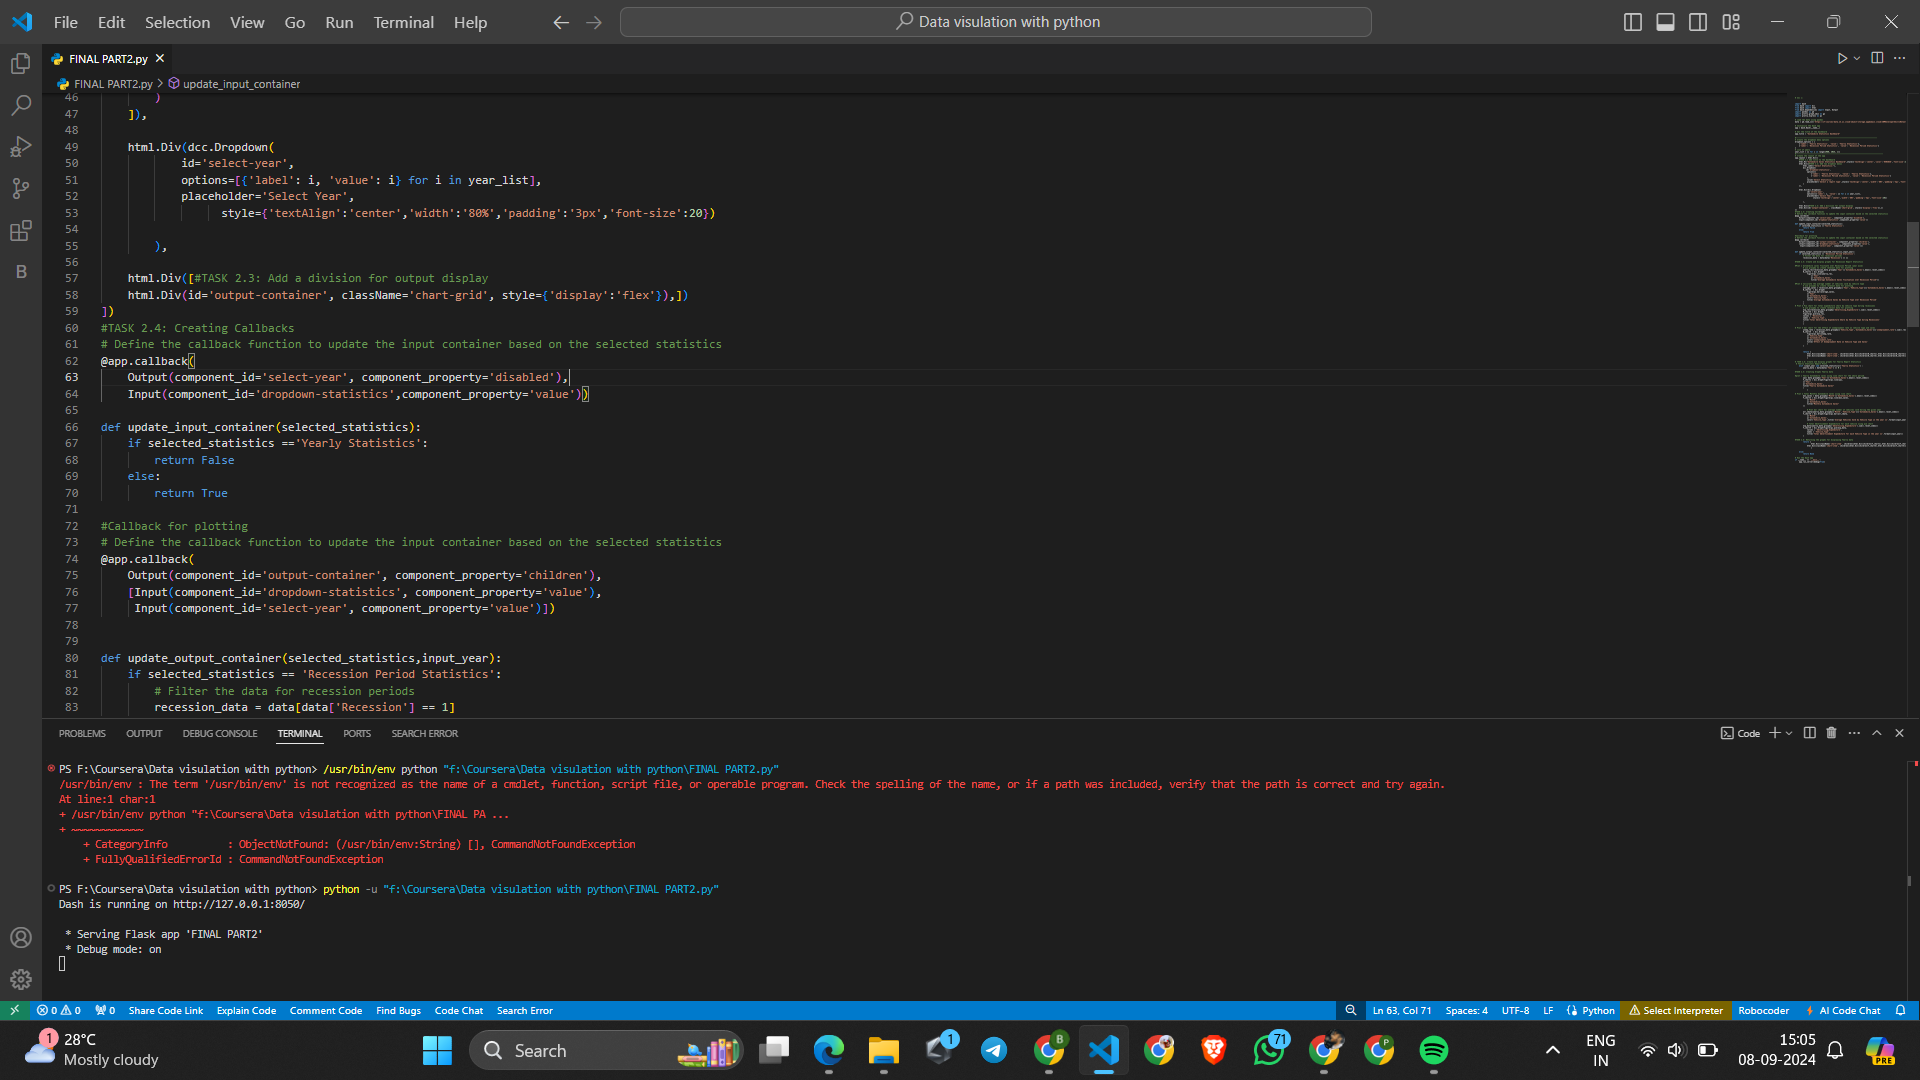 File Edit Selection View Go Run Terminal Help
Data visulation with python
FINAL PART2.py
FINAL PART2.py > update_input_container
46 )
47 ]),
48
49 html.Div(dcc.Dropdown(
50 id='select-year',
51 options=[{'label': i, 'value': i} for i in year_list],
52 placeholder='Select Year',
53 style={'textAlign':'center','width':'80%','padding':'3px','font-size':20})
54
55 ),
56
57 html.Div([#TASK 2.3: Add a division for output display
58 html.Div(id='output-container', className='chart-grid', style={'display':'flex'}),])
59 ])
60 #TASK 2.4: Creating Callbacks
61 # Define the callback function to update the input container based on the selected statistics
62 @app.callback(
63 Output(component_id='select-year', component_property='disabled'),
64 Input(component_id='dropdown-statistics',component_property='value'))
65
66 def update_input_container(selected_statistics):
67 if selected_statistics =='Yearly Statistics':
68 return False
69 else:
70 return True
71
72 #Callback for plotting
73 # Define the callback function to update the input container based on the selected statistics
74 @app.callback(
75 Output(component_id='output-container', component_property='children'),
76 [Input(component_id='dropdown-statistics', component_property='value'),
77 Input(component_id='select-year', component_property='value')])
78
79
80 def update_output_container(selected_statistics,input_year):
81 if selected_statistics == 'Recession Period Statistics':
82 # Filter the data for recession periods
83 recession_data = data[data['Recession'] == 1]
PROBLEMS OUTPUT DEBUG CONSOLE TERMINAL PORTS SEARCH ERROR
Code
PS F:\Coursera\Data visulation with python> /usr/bin/env python "f:\Coursera\Data visulation with python\FINAL PART2.py"
/usr/bin/env : The term '/usr/bin/env' is not recognized as the name of a cmdlet, function, script file, or operable program. Check the spelling of the name, or if a path was included, verify that the path is correct and try again.
At line:1 char:1
+ /usr/bin/env python "f:\Coursera\Data visulation with python\FINAL PA ...
+ ~~~~~~~~~~~~
+ CategoryInfo : ObjectNotFound: (/usr/bin/env:String) [], CommandNotFoundException
+ FullyQualifiedErrorId : CommandNotFoundException
PS F:\Coursera\Data visulation with python> python -u "f:\Coursera\Data visulation with python\FINAL PART2.py"
Dash is running on http://127.0.0.1:8050/
* Serving Flask app 'FINAL PART2'
* Debug mode: on
0 0 0 Share Code Link Explain Code Comment Code Find Bugs Code Chat Search Error
Ln 63, Col 71 Spaces: 4 UTF-8 LF Python Select Interpreter Robocoder AI Code Chat
1 28°C
Mostly cloudy
Search
1
B
71
P
ENG
IN
15:05
08-09-2024
PRE
B